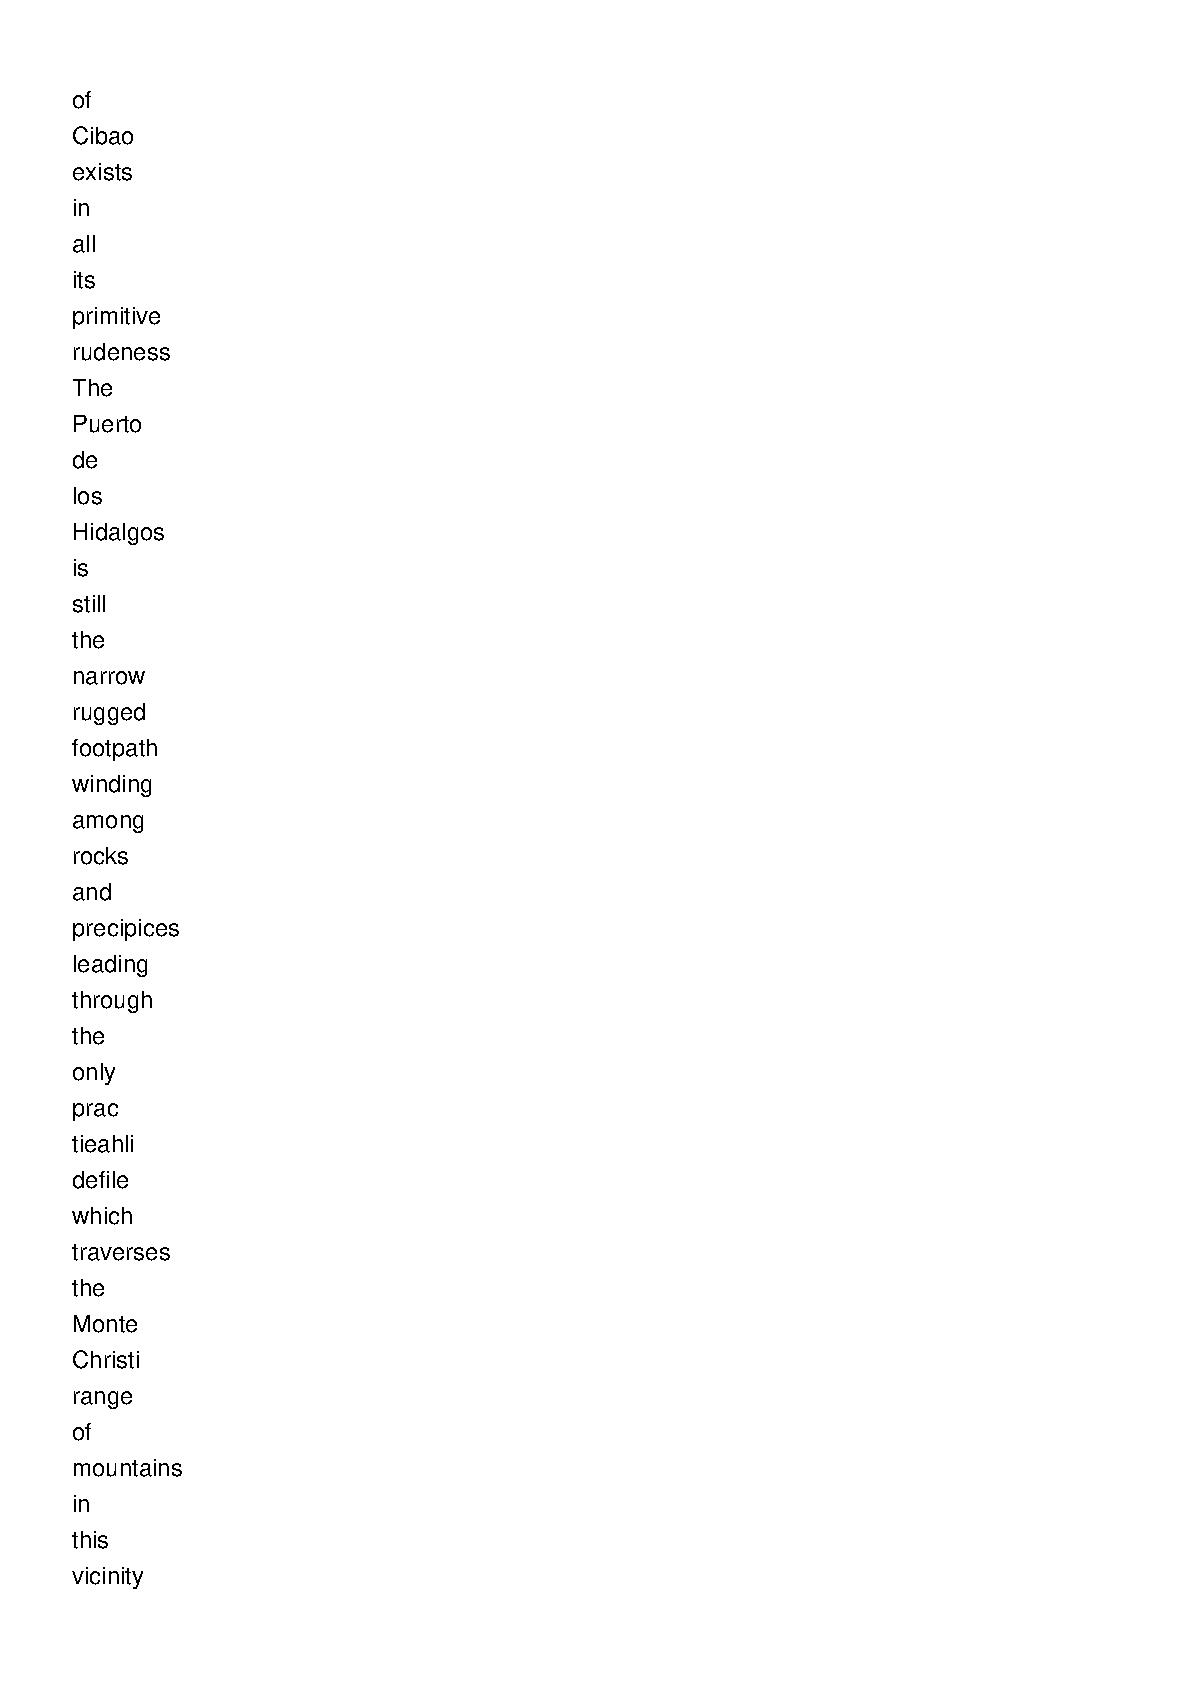 of
Cibao
exists
in
all
its
primitive
rudeness
The
Puerto
de
los
Hidalgos
is
still
the
narrow
rugged
footpath
winding
among
rocks
and
precipices
leading
through
the
only
prac
tieahli
defile
which
traverses
the
Monte
Christi
range
of
mountains
in
this
vicinity